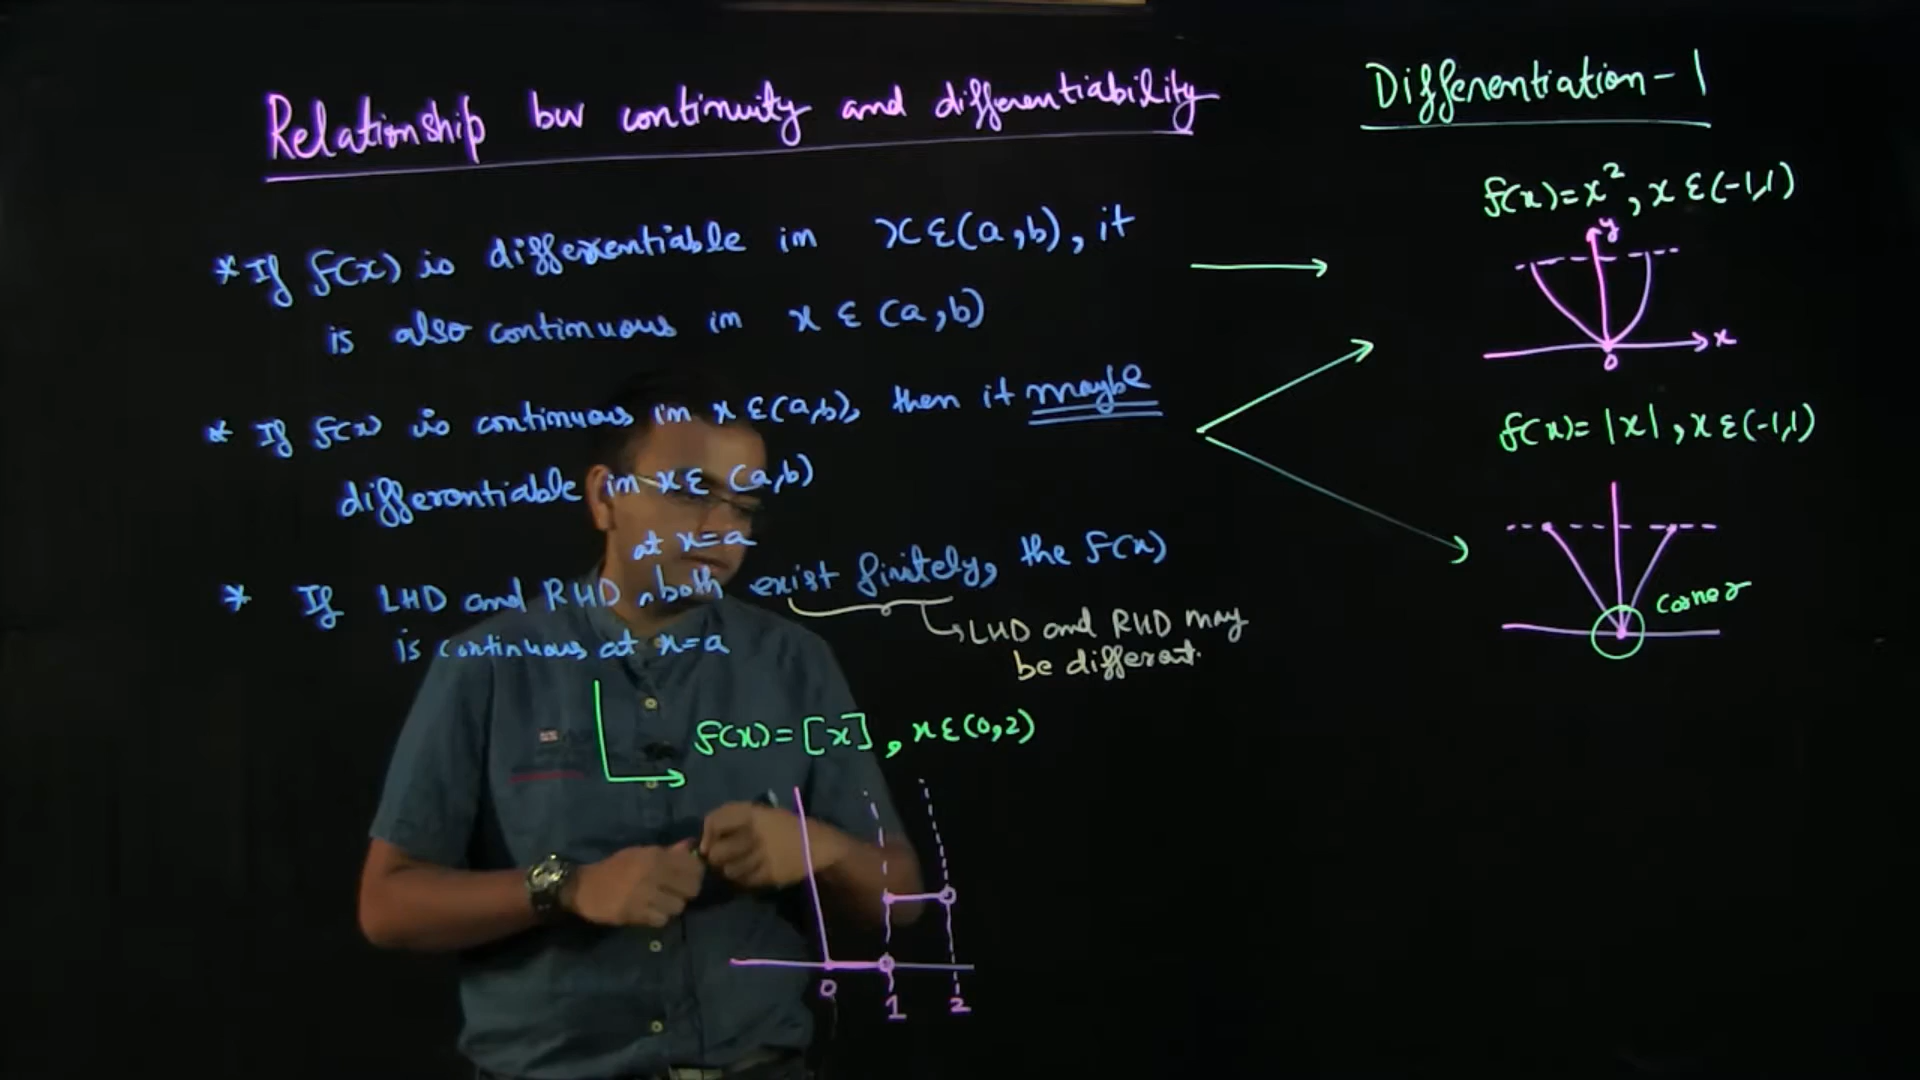 Relationship bw continuity and differentiability
* If f(x) is differentiable in x ε (a,b), it
is also continuous in x ε (a,b)
* If f(x) is continuous in x ε (a,b), then it maybe
differentiable in x ε (a,b)
at x=a
* If LHD and RHD, both exist finitely, the f(x)
is continuous at x=a
LHD and RHD may
be different.
f(x) = [x], x ε (0,2)
0
1
2
Differentiation-1
f(x) = x², x ε (-1,1)
y
x
0
f(x) = |x|, x ε (-1,1)
corner